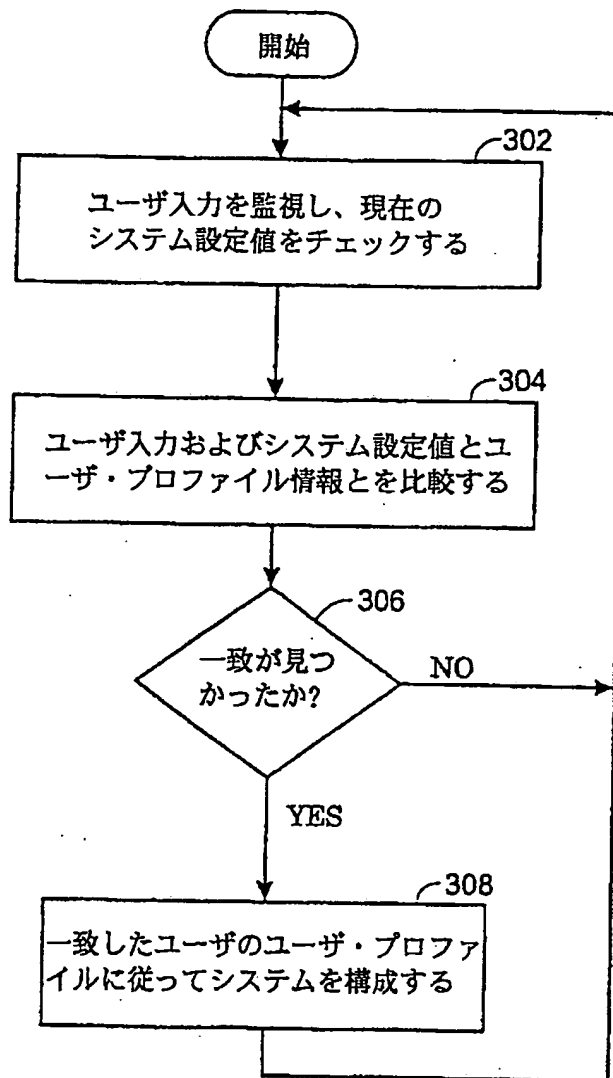 開始
302
ユーザ入力を監視し、現在の
システム設定値をチェックする
304
ユーザ入力およびシステム設定値とユ
ーザ・プロファイル情報とを比較する
306
一致が見つ
かったか?
NO
YES
308
一致したユーザのユーザ・プロファ
イルに従ってシステムを構成する